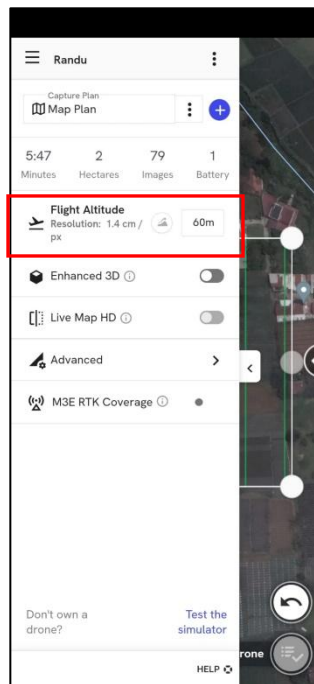 Randu
Capture Plan
Map Plan
5:47 2 79 1
Minutes Hectares Images Battery
Flight Altitude
Resolution: 1.4 cm /
px
60m
Enhanced 3D
Live Map HD
Advanced
M3E RTK Coverage
Don't own a
drone?
Test the
simulator
rone
HELP